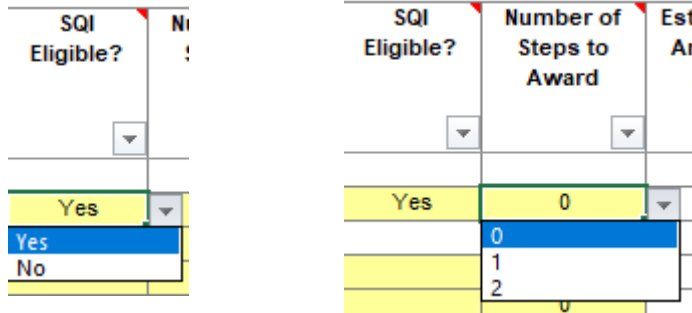 SQI
Eligible?
Yes
Yes
No
SQI
Eligible?
Number of
Steps to
Award
Yes
0
0
1
2
0